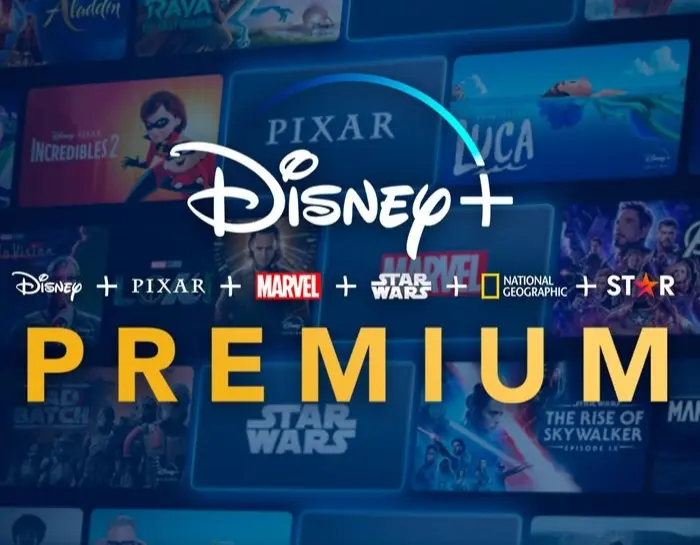 Aladdin
RAYA
Disney PIXAR
INCREDIBLES 2
PIXAR
LUCA
Disney+
DISNEY + PIXAR + MARVEL + STAR WARS + NATIONAL GEOGRAPHIC + STAR
MARVEL
PREMIUM
BAD BATCH
STAR WARS
THE RISE OF
SKYWALKER
EPISODE IX